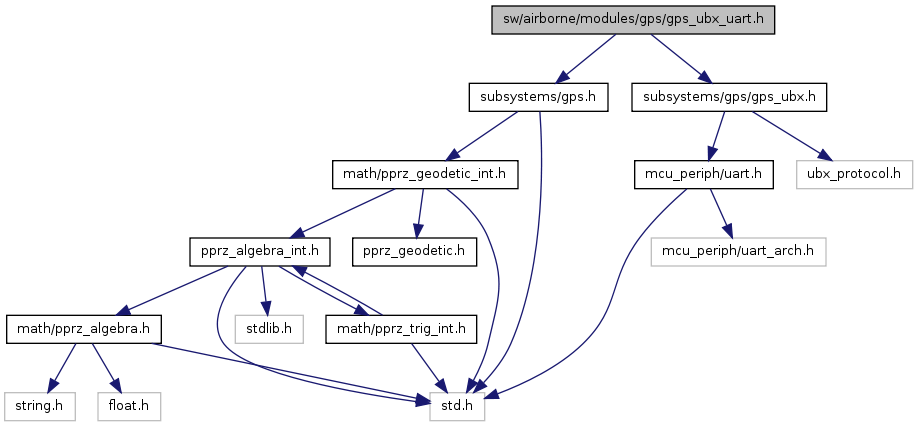 sw/airborne/modules/gps/gps_ubx_uart.h
subsystems/gps.h
subsystems/gps/gps_ubx.h
math/pprz_geodetic_int.h
mcu_periph/uart.h
ubx_protocol.h
pprz_algebra_int.h
pprz_geodetic.h
mcu_periph/uart_arch.h
math/pprz_algebra.h
stdlib.h
math/pprz_trig_int.h
string.h
float.h
std.h